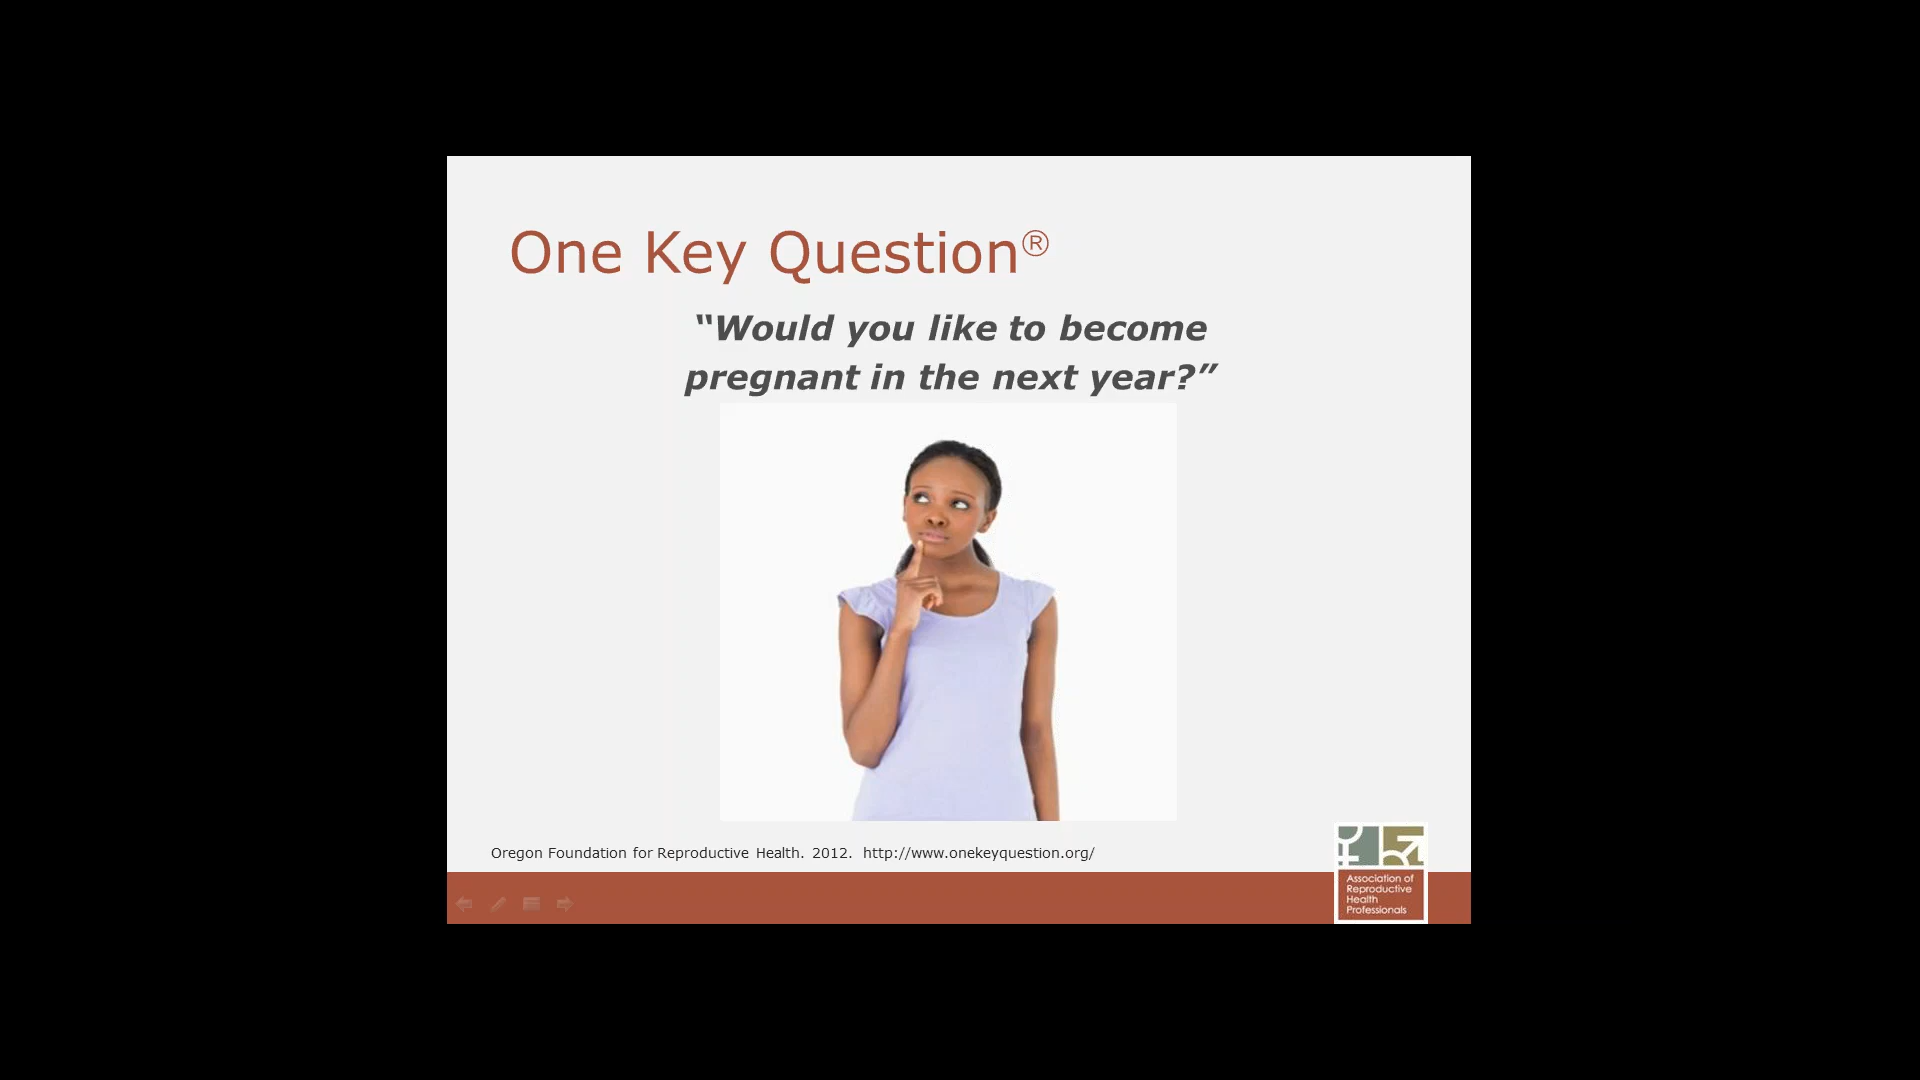 One Key Question®
“Would you like to become
pregnant in the next year?”
Oregon Foundation for Reproductive Health. 2012. http://www.onekeyquestion.org/
Association of
Reproductive
Health
Professionals